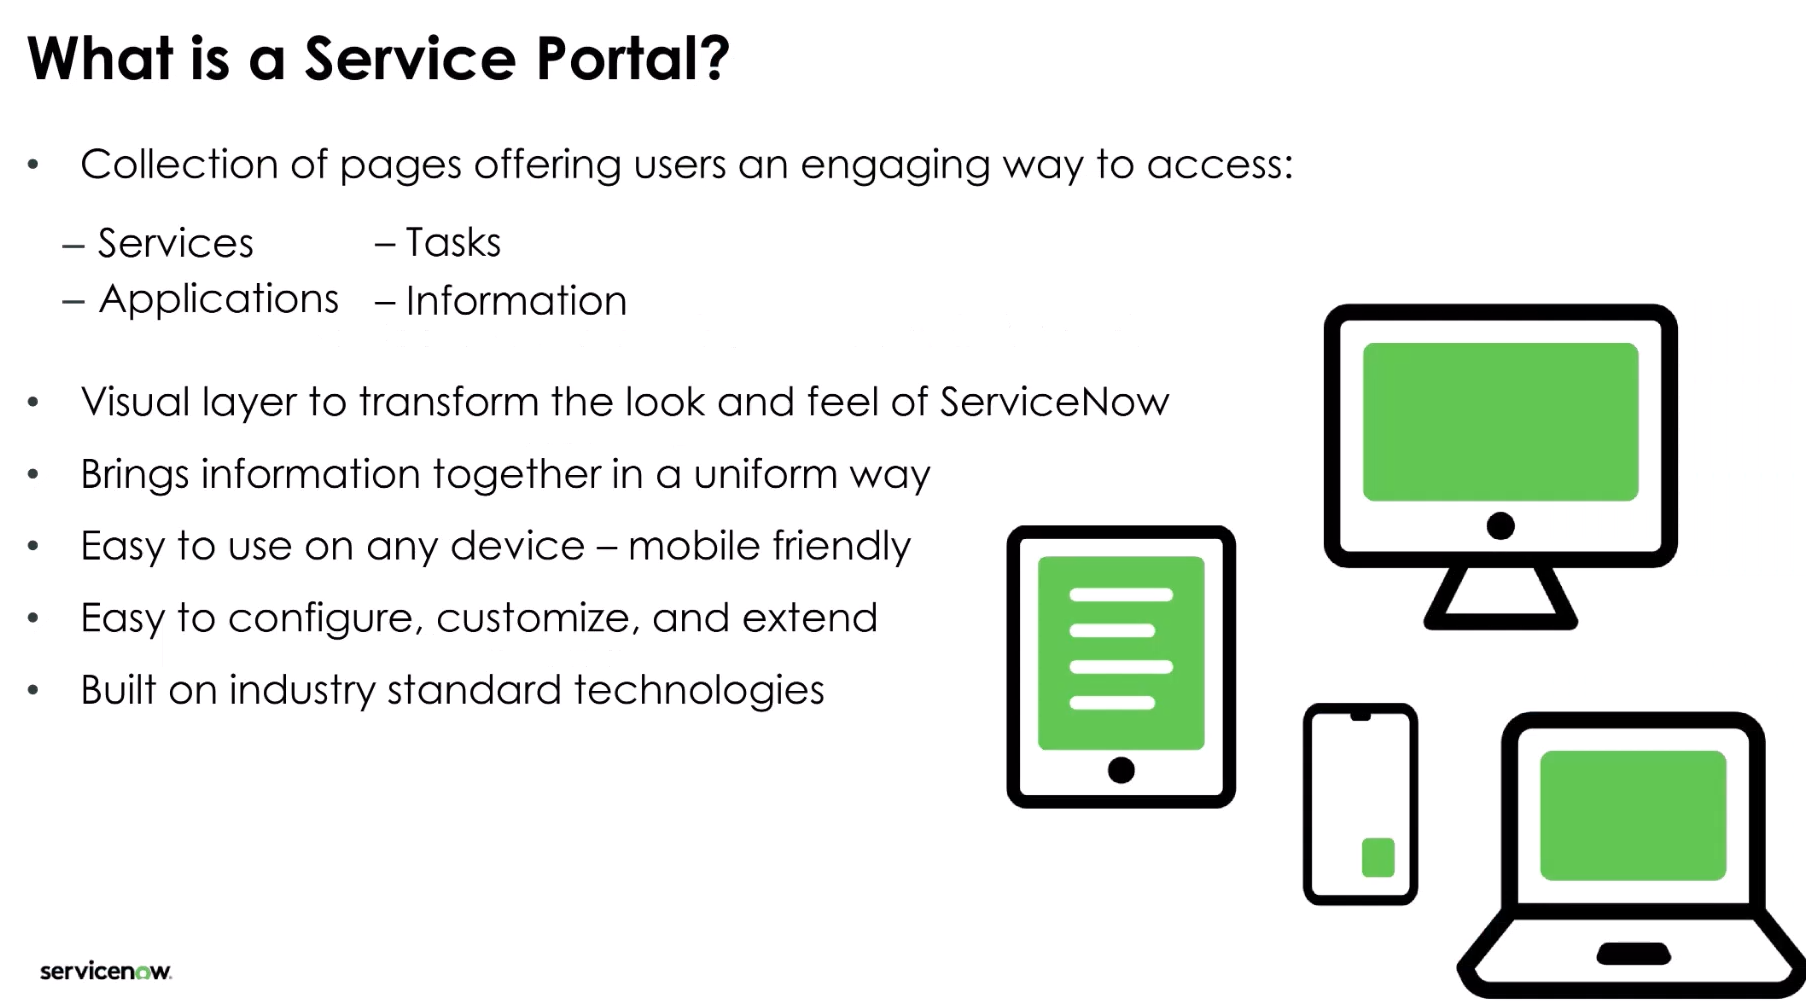 What is a Service Portal?
• Collection of pages offering users an engaging way to access:
– Services – Tasks
– Applications – Information
• Visual layer to transform the look and feel of ServiceNow
• Brings information together in a uniform way
• Easy to use on any device – mobile friendly
• Easy to configure, customize, and extend
• Built on industry standard technologies
servicenow.